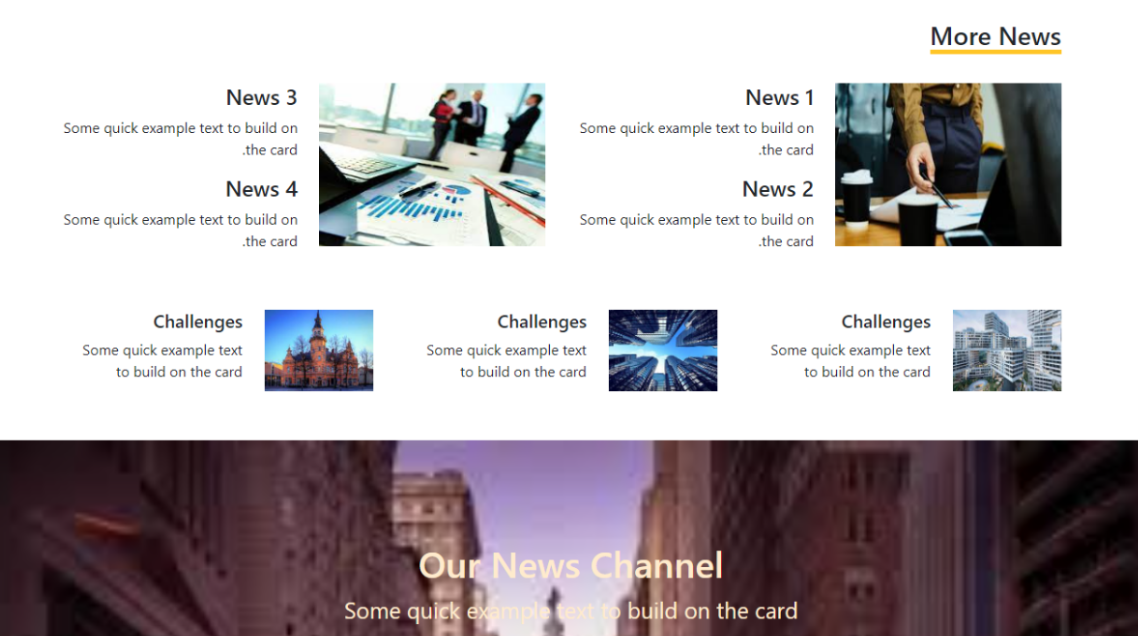 More News
News 1
Some quick example text to build on
.the card
News 2
Some quick example text to build on
.the card
News 3
Some quick example text to build on
.the card
News 4
Some quick example text to build on
.the card
Challenges
Some quick example text
to build on the card
Challenges
Some quick example text
to build on the card
Challenges
Some quick example text
to build on the card
Our News Channel
Some quick example text to build on the card